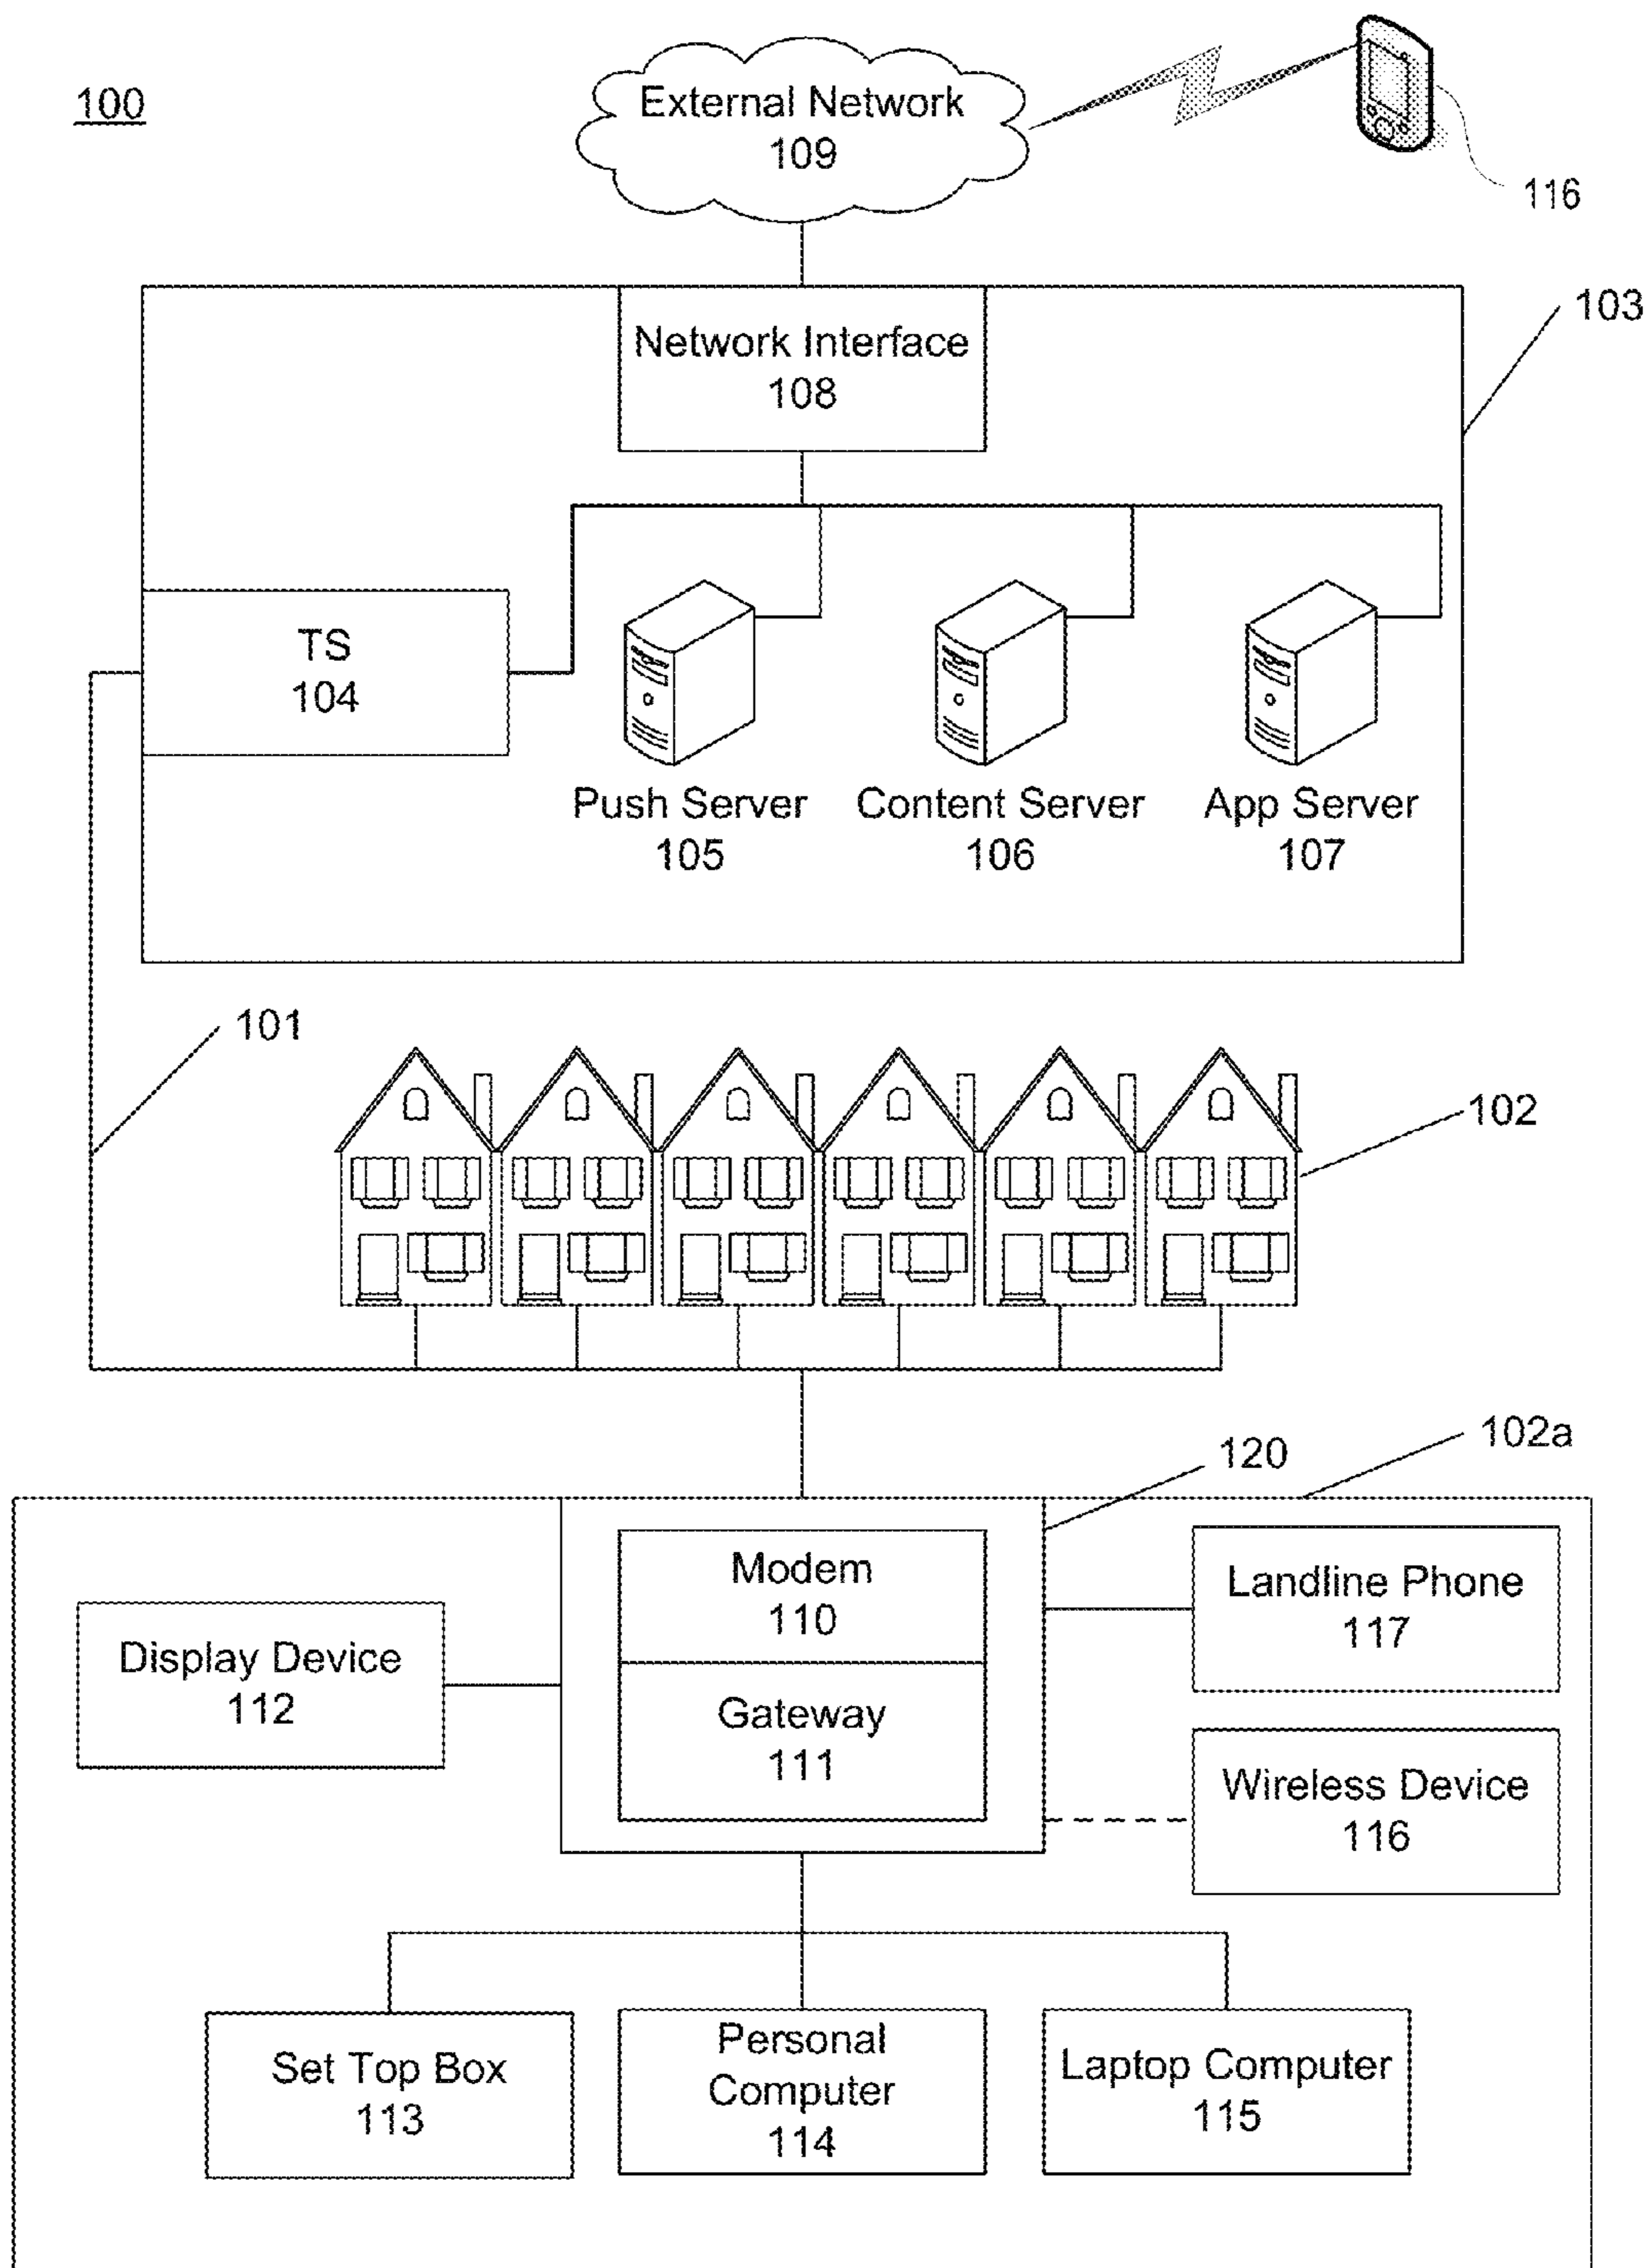 100
External Network
109
116
103
Network Interface
108
TS
104
Push Server
105
Content Server
106
App Server
107
101
102
102a
120
Modem
110
Landline Phone
117
Display Device
112
Gateway
111
Wireless Device
116
Set Top Box
113
Personal
Computer
114
Laptop Computer
115